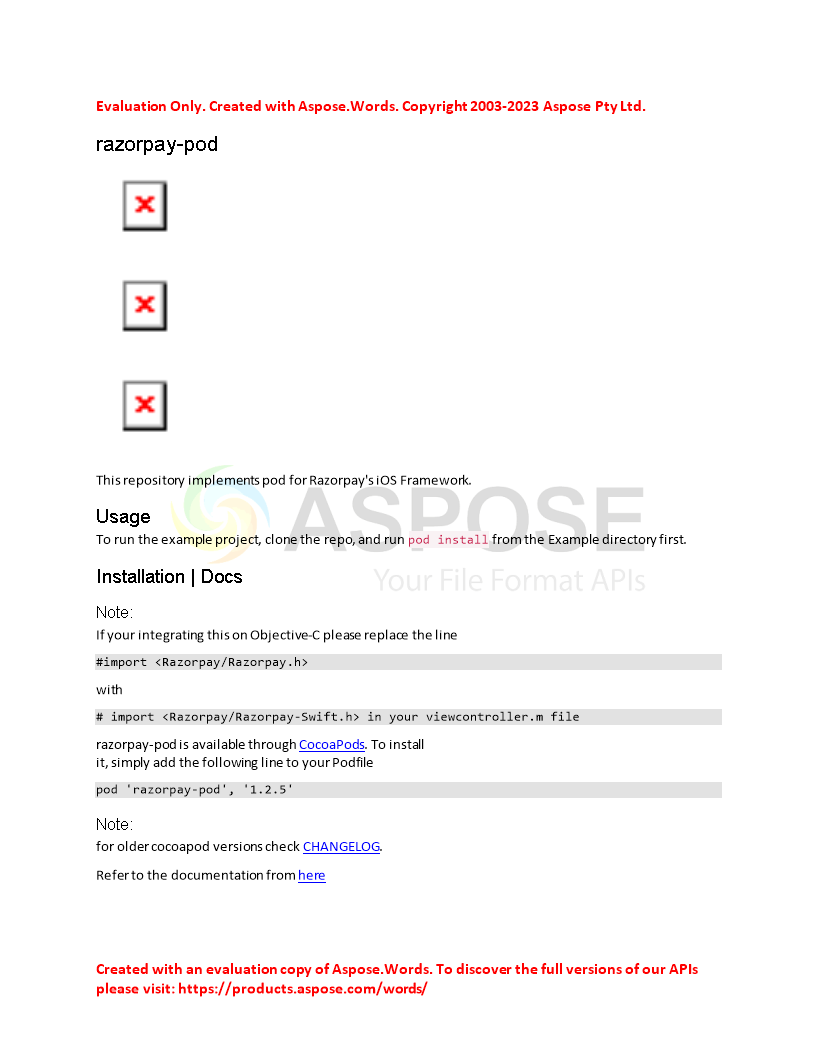 Evaluation Only. Created with Aspose.Words. Copyright 2003-2023 Aspose Pty Ltd.
razorpay-pod
This repository implements pod for Razorpay's iOS Framework.
ASPOSE
Your File Format APIs
Usage
To run the example project, clone the repo, and run pod install from the Example directory first.
Installation | Docs
Note:
If your integrating this on Objective-C please replace the line
#import <Razorpay/Razorpay.h>
with
# import <Razorpay/Razorpay-Swift.h> in your viewcontroller.m file
razorpay-pod is available through CocoaPods. To install
it, simply add the following line to your Podfile
pod 'razorpay-pod', '1.2.5'
Note:
for older cocoapod versions check CHANGELOG.
Refer to the documentation from here
Created with an evaluation copy of Aspose.Words. To discover the full versions of our APIs
please visit: https://products.aspose.com/words/